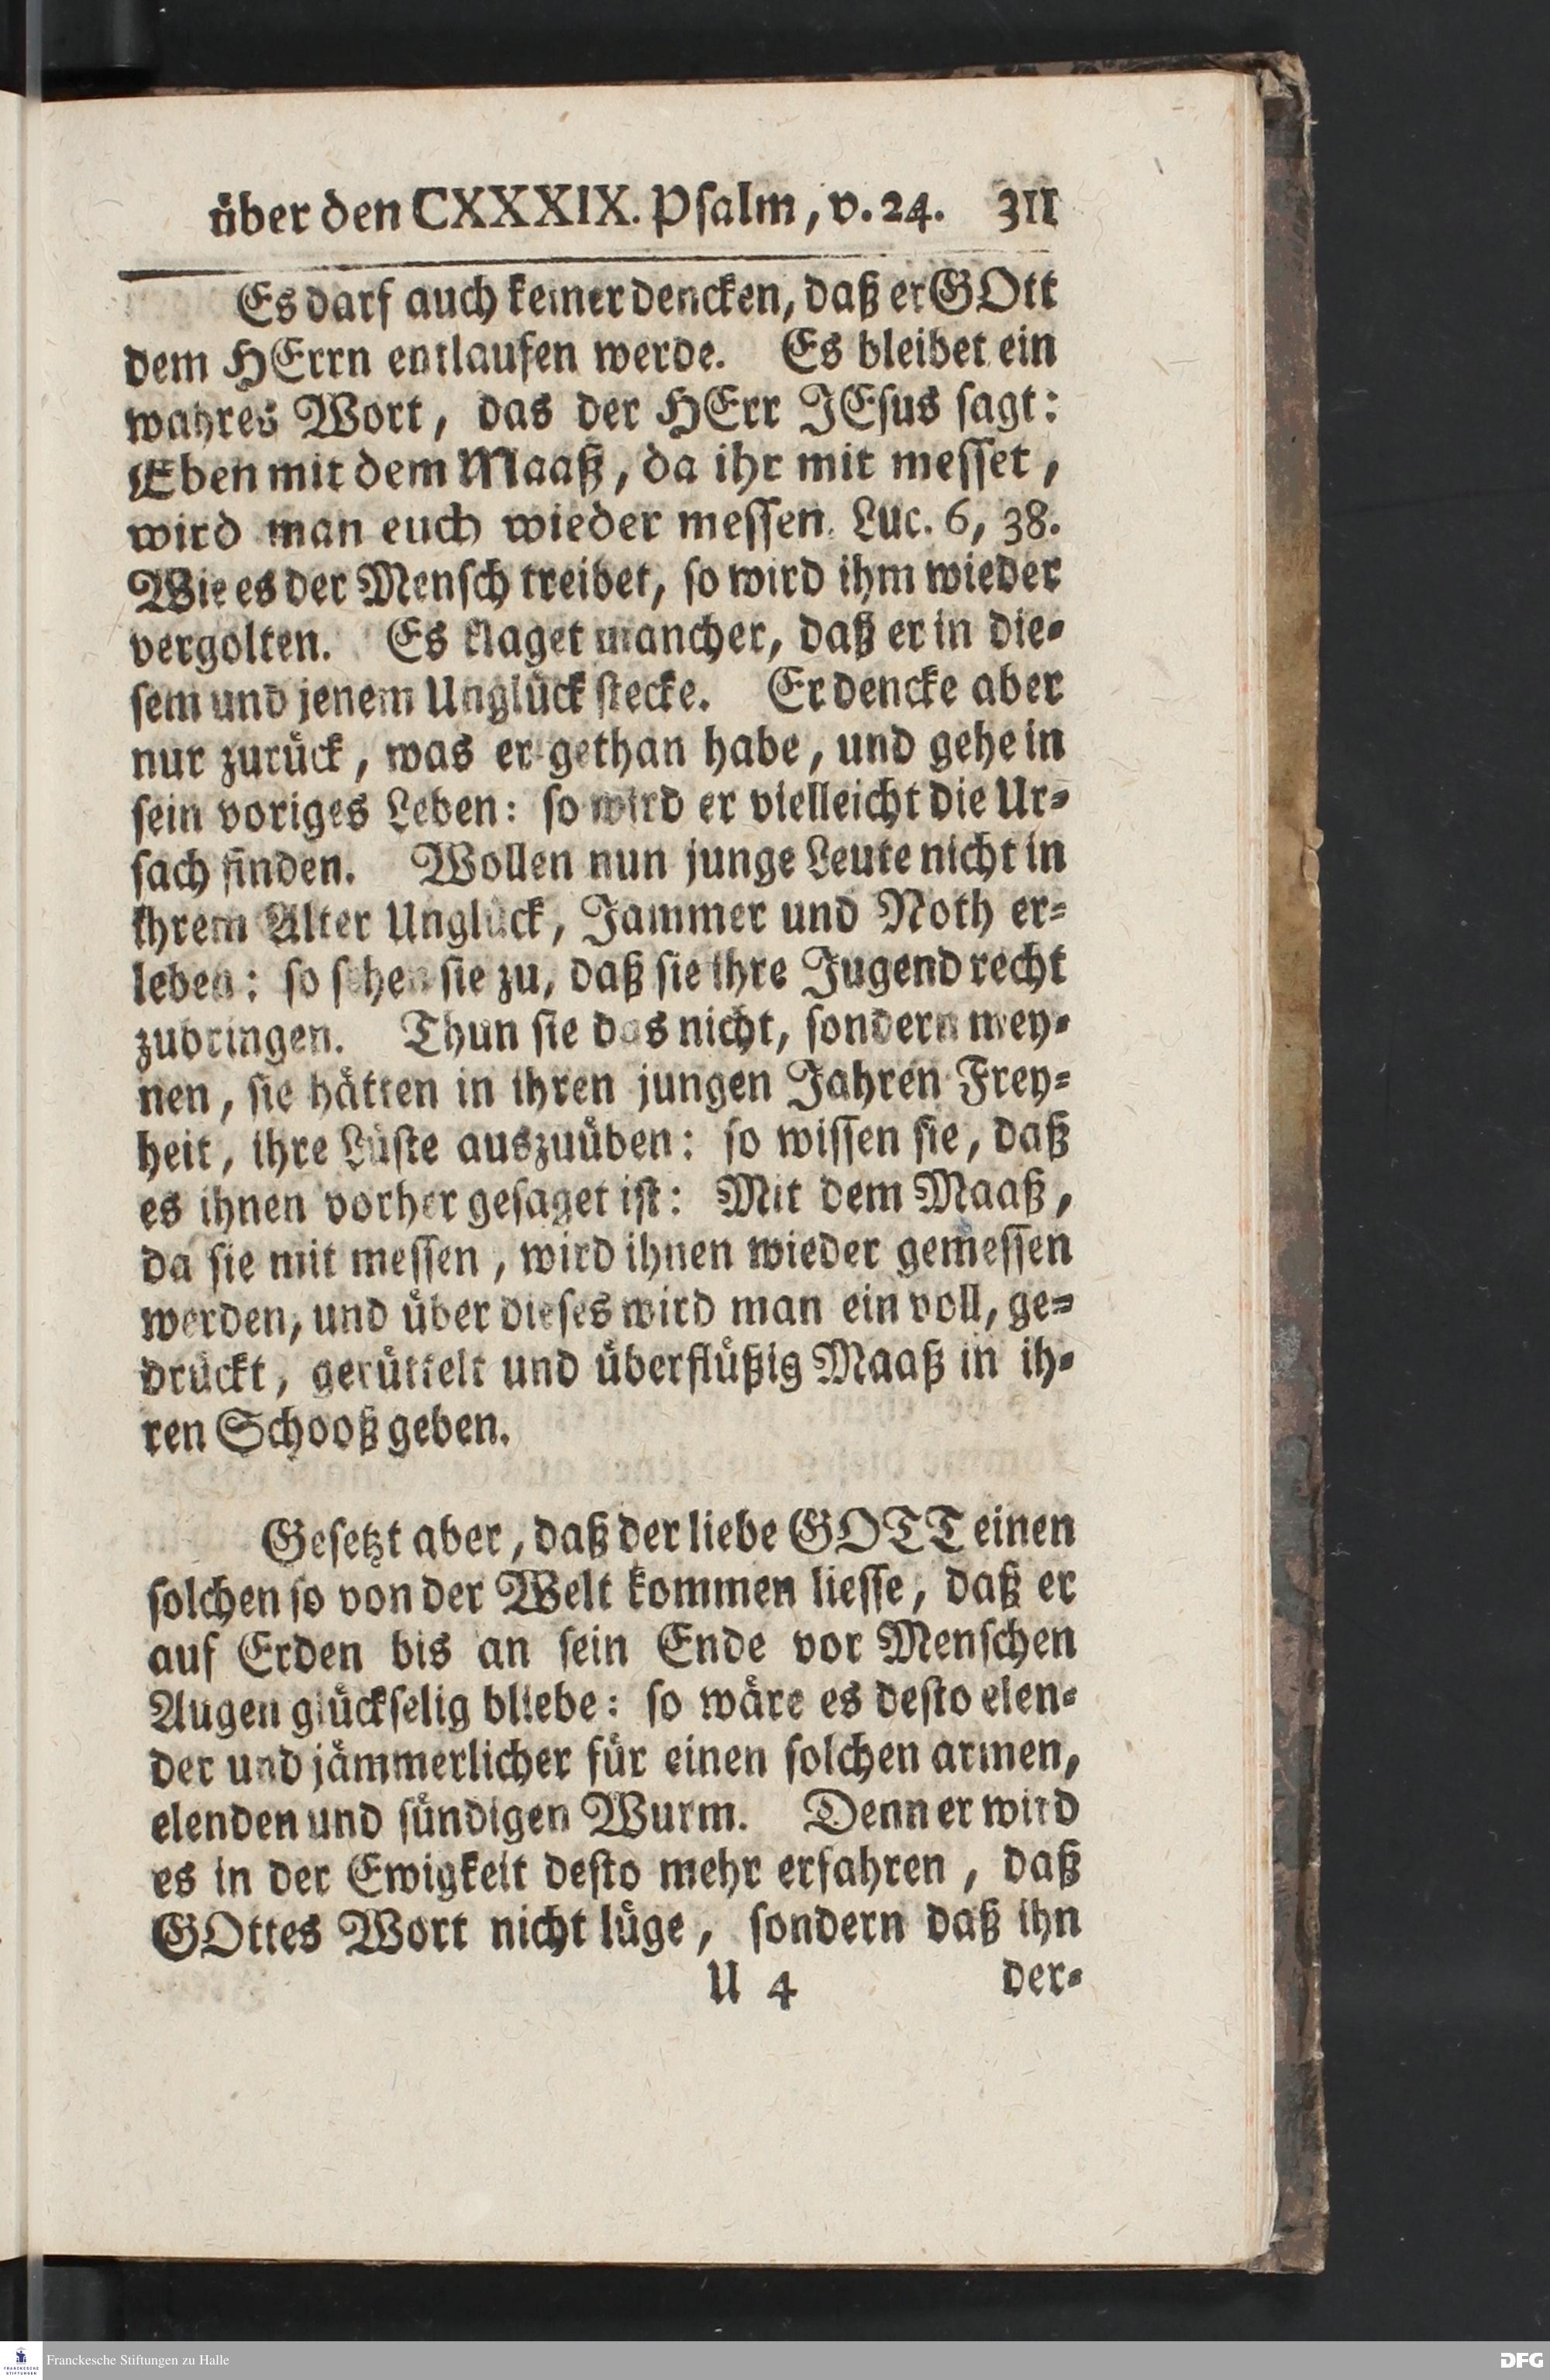 über den CXXXIX. Psalm, v. 24. 311
Es darf auch keiner dencken, daß er GOtt
dem HErrn entlaufen werde. Es bleibet ein
wahres Wort, das der HErr JEsus sagt:
Eben mit dem Maaß, da ihr mit messet,
wird man euch wieder messen. Luc. 6, 38.
Wie es der Mensch treibet, so wird ihm wieder
vergolten. Es klaget mancher, daß er in die-
sem und jenem Unglück stecke. Er dencke aber
nur zurück, was er gethan habe, und gehe in
sein voriges Leben: so wird er vielleicht die Ur-
sach finden. Wollen nun junge Leute nicht in
ihrem Alter Unglück, Jammer und Noth er-
leben: so sehen sie zu, daß sie ihre Jugend recht
zubringen. Thun sie das nicht, sondern mey-
nen, sie hätten in ihren jungen Jahren Frey-
heit, ihre Lüste auszuüben: so wissen sie, daß
es ihnen vorher gesaget ist: Mit dem Maaß,
da sie mit messen, wird ihnen wieder gemessen
werden, und über dieses wird man ein voll, ge-
drückt, gerüttelt und überflüßig Maaß in ih-
ren Schooß geben.
Gesetzt aber, daß der liebe GOTT einen
solchen so von der Welt kommen liesse, daß er
auf Erden bis an sein Ende vor Menschen
Augen glückselig bliebe: so wäre es desto elen-
der und jämmerlicher für einen solchen armen,
elenden und sündigen Wurm. Denn er wird
es in der Ewigkeit desto mehr erfahren, daß
GOttes Wort nicht lüge, sondern daß ihn
U 4 der-
FRANCKESCHE STIFTUNGEN
Franckesche Stiftungen zu Halle
DFG